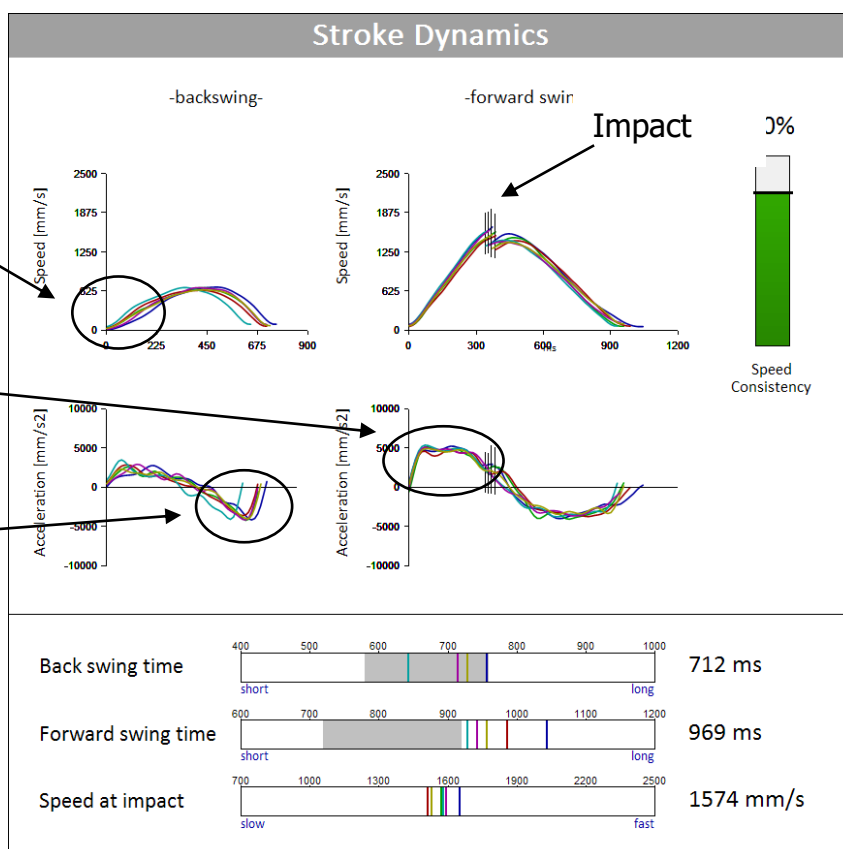 Stroke Dynamics
-backswing-
-forward swin
Impact
0%
2500
1875
1250
625
0
Speed [mm/s]
0 225 450 675 900
2500
1875
1250
625
0
Speed [mm/s]
0 300 600 ms 1200
Speed
Consistency
10000
5000
0
-5000
-10000
Acceleration [mm/s2]
10000
5000
0
-5000
-10000
Acceleration [mm/s2]
400 500 600 700 800 900 1000
Back swing time
712 ms
short long
600 700 800 900 1000 1100 1200
Forward swing time
969 ms
short long
700 1000 1300 1600 1900 2200 2500
Speed at impact
1574 mm/s
slow fast